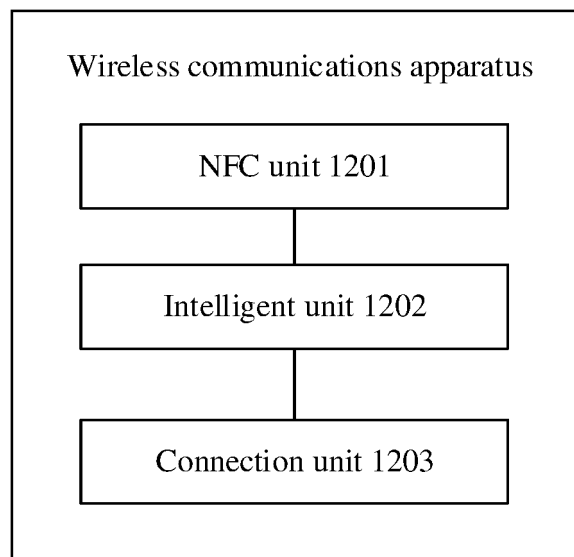 Wireless communications apparatus
NFC unit 1201
Intelligent unit 1202
Connection unit 1203